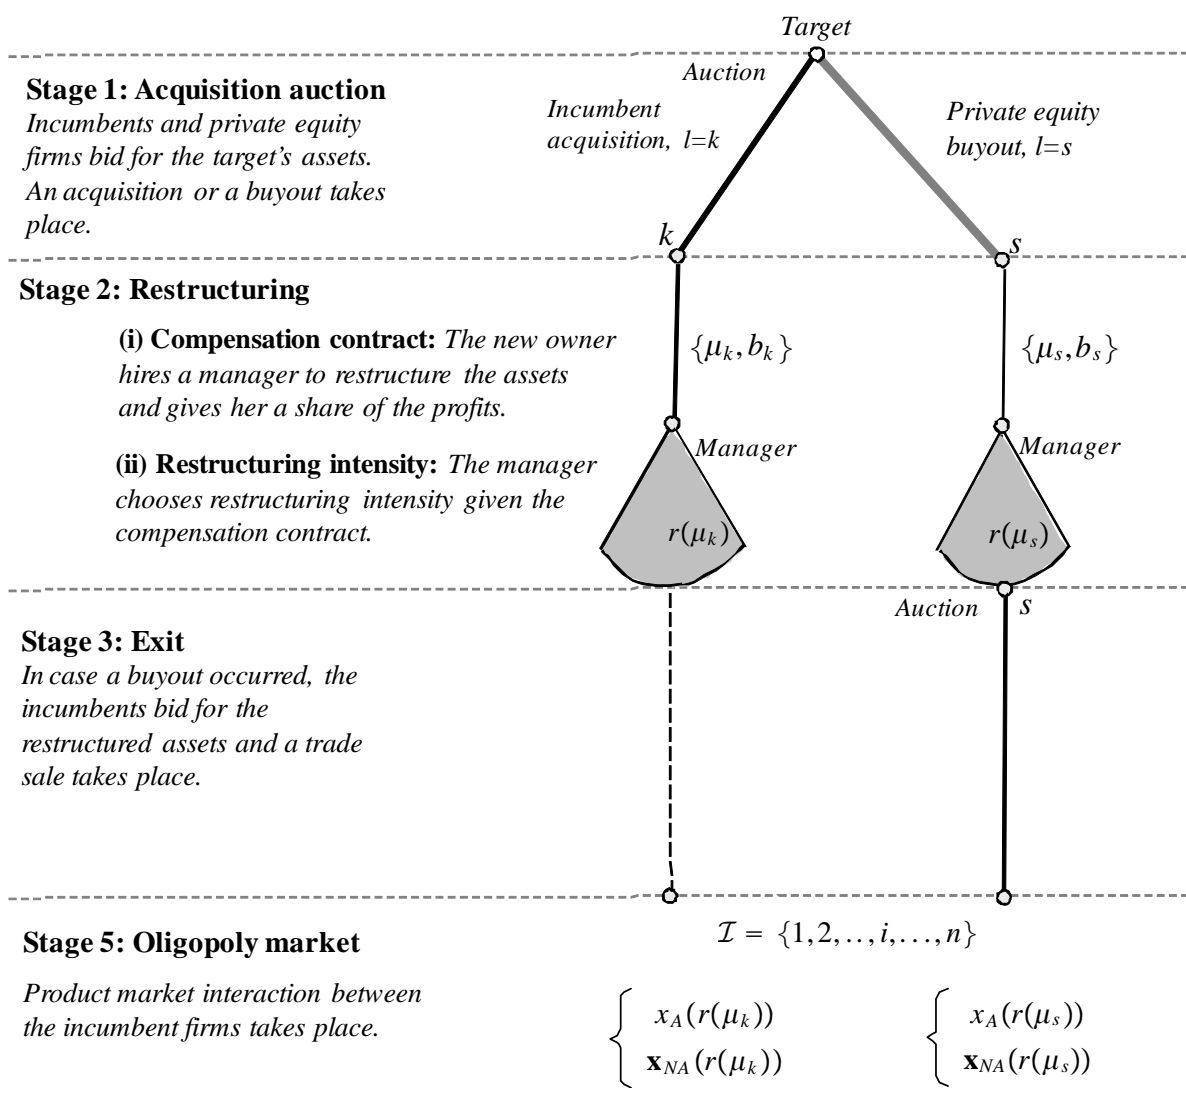 Target
Auction
Stage 1: Acquisition auction
Incumbents and private equity
firms bid for the target's assets.
An acquisition or a buyout takes
place.
Incumbent
acquisition, l=k
Private equity
buyout, l=s
k
s
Stage 2: Restructuring
(i) Compensation contract: The new owner
hires a manager to restructure the assets
and gives her a share of the profits.
{μ_k, b_k}
{μ_s, b_s}
(ii) Restructuring intensity: The manager
chooses restructuring intensity given the
compensation contract.
Manager
Manager
r(μ_k)
r(μ_s)
Auction
s
Stage 3: Exit
In case a buyout occurred, the
incumbents bid for the
restructured assets and a trade
sale takes place.
Stage 5: Oligopoly market
Product market interaction between
the incumbent firms takes place.
ℐ = {1,2,..,i,...,n}
x_A(r(μ_k))
x_NA(r(μ_k))
x_A(r(μ_s))
x_NA(r(μ_s))